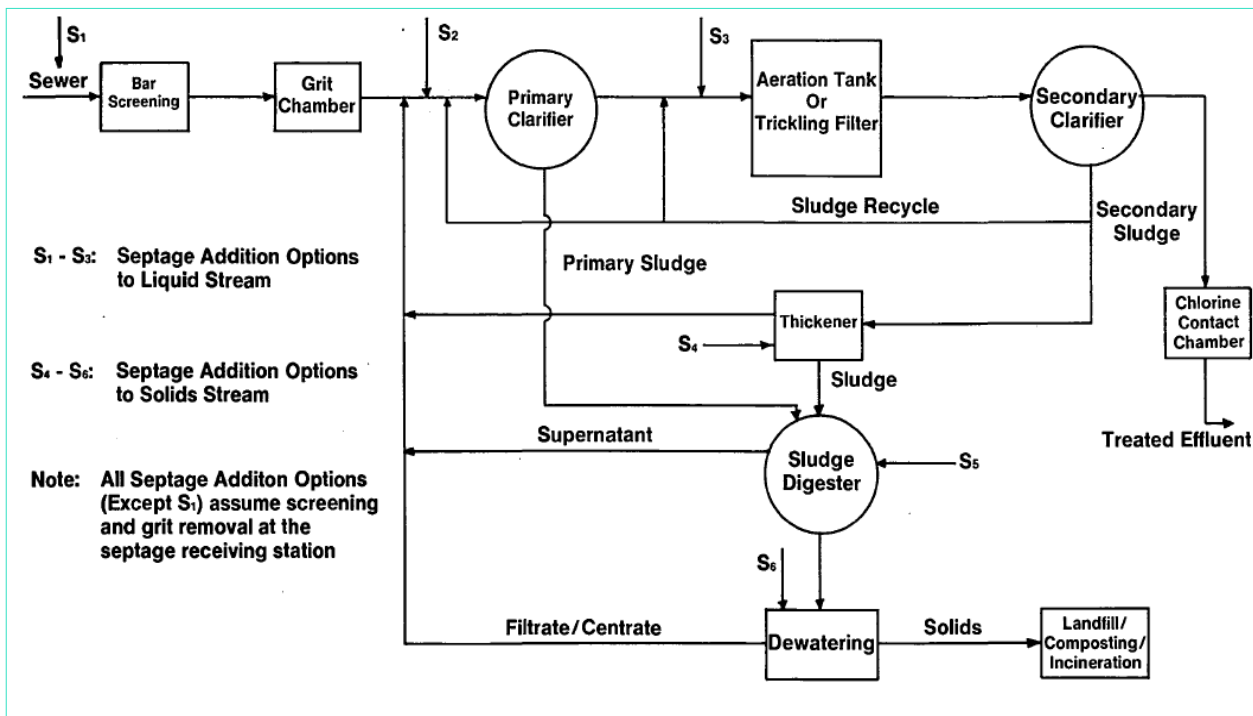 S₁
Sewer
Bar
Screening
Grit
Chamber
S₂
Primary
Clarifier
S₃
Aeration Tank
Or
Trickling Filter
Secondary
Clarifier
Sludge Recycle
Secondary
Sludge
S₁ - S₃: Septage Addition Options
to Liquid Stream
Primary Sludge
Thickener
Chlorine
Contact
Chamber
S₄
S₄ - S₆: Septage Addition Options
to Solids Stream
Sludge
Treated Effluent
Supernatant
Sludge
Digester
S₅
Note: All Septage Additon Options
(Except S₁) assume screening
and grit removal at the
septage receiving station
S₆
Filtrate/Centrate
Dewatering
Solids
Landfill/
Composting/
Incineration